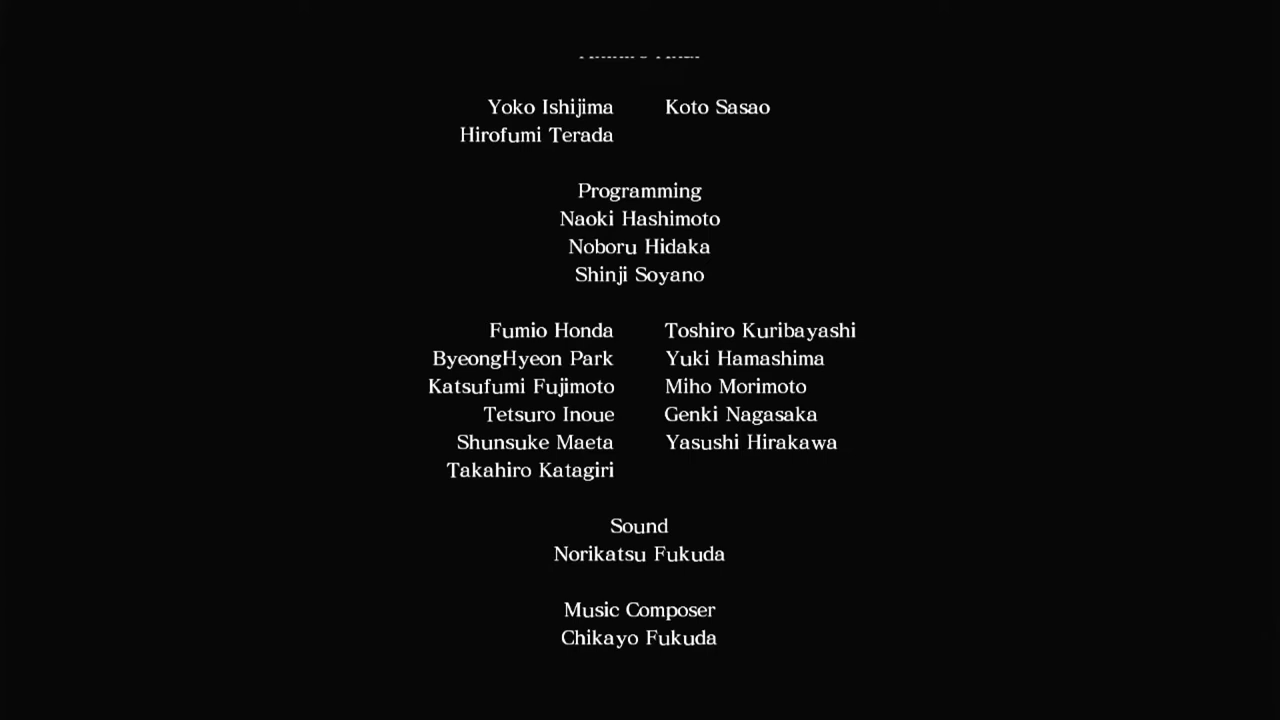 Yoko Ishijima Koto Sasao
Hirofumi Terada
Programming
Naoki Hashimoto
Noboru Hidaka
Shinji Soyano
Fumio Honda Toshiro Kuribayashi
ByeongHyeon Park Yuki Hamashima
Katsufumi Fujimoto Miho Morimoto
Tetsuro Inoue Genki Nagasaka
Shunsuke Maeta Yasushi Hirakawa
Takahiro Katagiri
Sound
Norikatsu Fukuda
Music Composer
Chikayo Fukuda